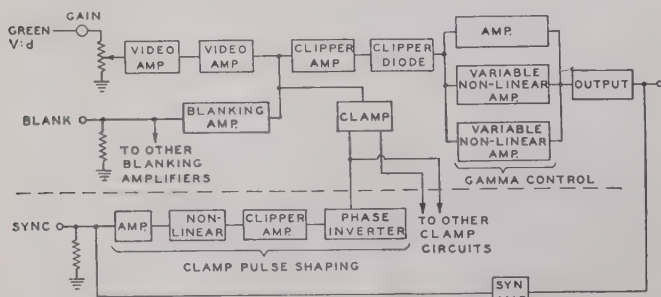 GAIN
GREEN
V:d
VIDEO
AMP
VIDEO
AMP.
CLIPPER
AMP
CLIPPER
DIODE
AMP.
VARIABLE
NON-LINEAR
AMP.
VARIABLE
NON-LINEAR
AMP.
GAMMA CONTROL
OUTPUT
BLANK
BLANKING
AMP.
CLAMP
TO OTHER
BLANKING
AMPLIFIERS
SYNC
AMP.
NON-
LINEAR
CLIPPER
AMP.
PHASE
INVERTER
TO OTHER
CLAMP
CIRCUITS
CLAMP PULSE SHAPING
SYN